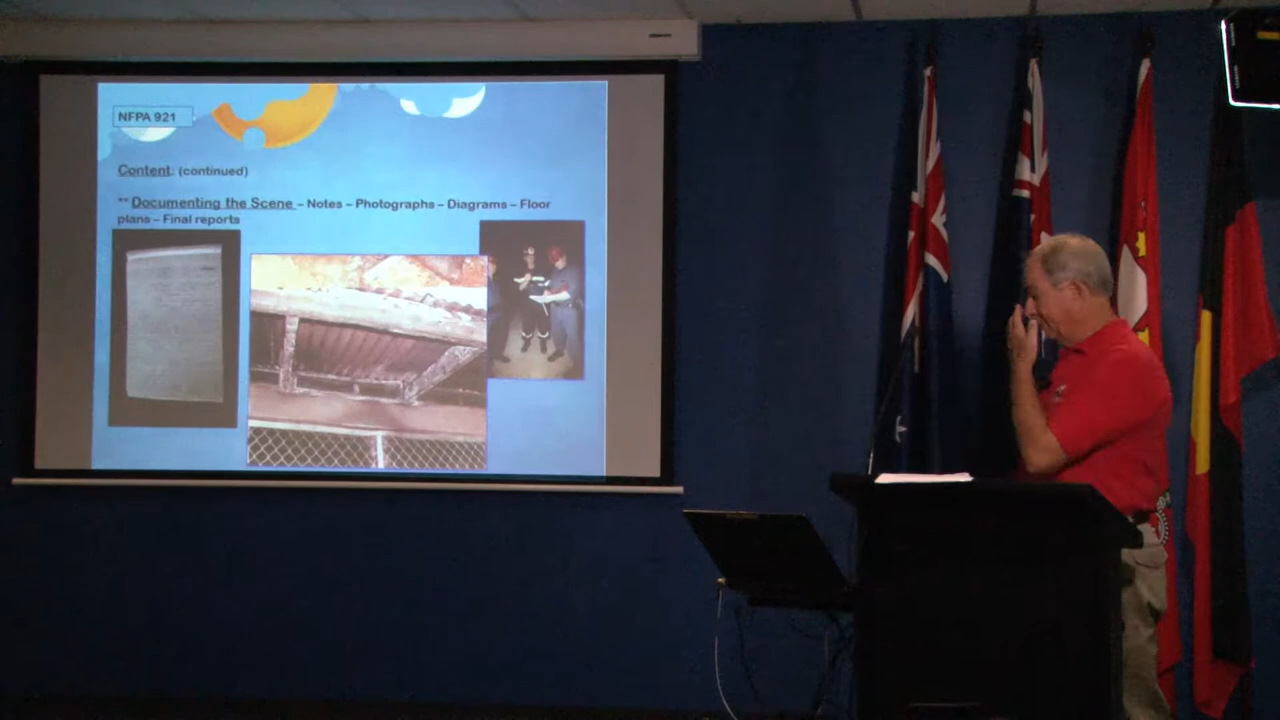 NFPA 921
Content: (continued)
** Documenting the Scene – Notes – Photographs – Diagrams – Floor
plans – Final reports